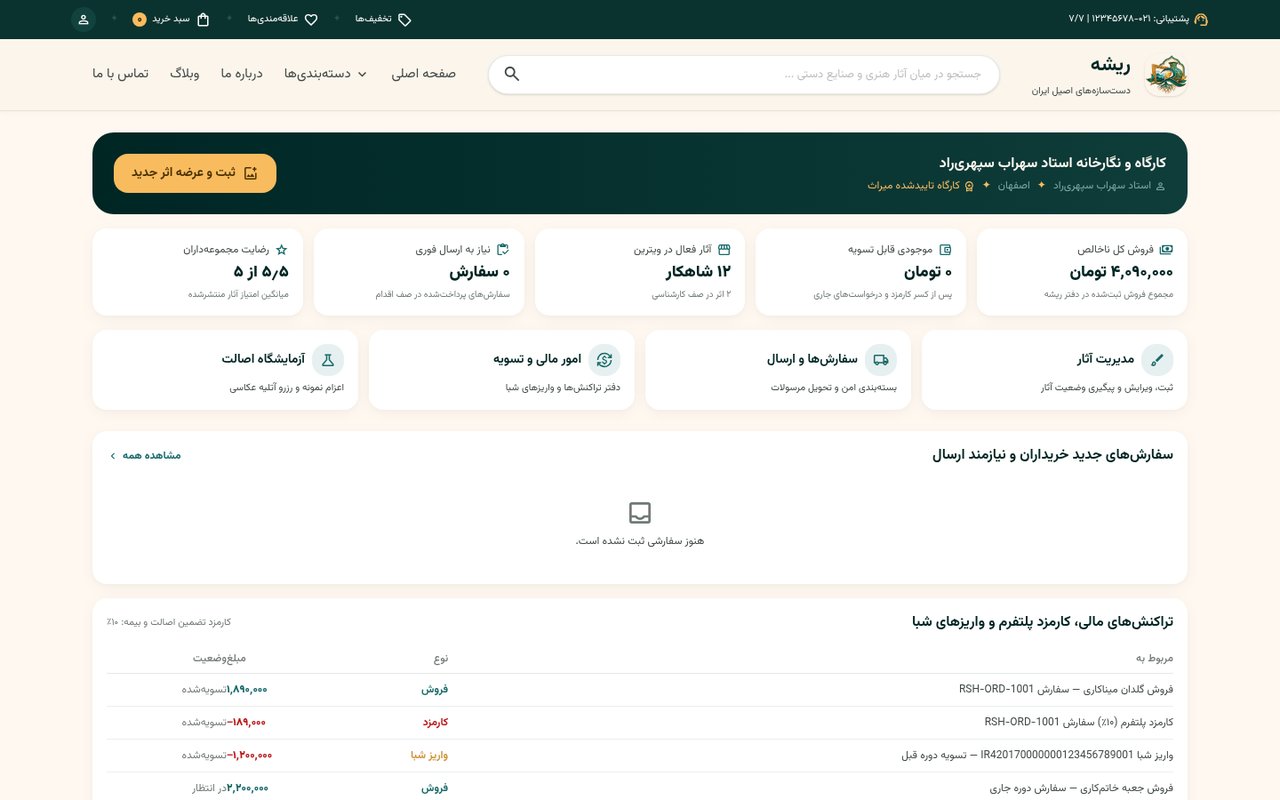 پشتیبانی: ۰۲۱-۱۲۳۴۵۶۷۸ | ۷/۷
تخفیف‌ها
علاقه‌مندی‌ها
سبد خرید ۰
ریشه
دست‌سازه‌های اصیل ایران
جستجو در میان آثار هنری و صنایع دستی ...
صفحه اصلی
دسته‌بندی‌ها
درباره ما
وبلاگ
تماس با ما
کارگاه و نگارخانه استاد سهراب سپهری‌راد
استاد سهراب سپهری‌راد ✦ اصفهان ✦ کارگاه تاییدشده میراث
ثبت و عرضه اثر جدید
فروش کل ناخالص
۴,۰۹۰,۰۰۰ تومان
مجموع فروش ثبت‌شده در دفتر ریشه
موجودی قابل تسویه
۰ تومان
پس از کسر کارمزد و درخواست‌های جاری
آثار فعال در ویترین
۱۲ شاهکار
۲ اثر در صف کارشناسی
نیاز به ارسال فوری
۰ سفارش
سفارش‌های پرداخت‌شده در صف اقدام
رضایت مجموعه‌داران
۵٫۵ از ۵
میانگین امتیاز آثار منتشرشده
مدیریت آثار
ثبت، ویرایش و پیگیری وضعیت آثار
سفارش‌ها و ارسال
بسته‌بندی امن و تحویل مرسولات
امور مالی و تسویه
دفتر تراکنش‌ها و واریزهای شبا
آزمایشگاه اصالت
اعزام نمونه و رزرو آتلیه عکاسی
سفارش‌های جدید خریداران و نیازمند ارسال
مشاهده همه
هنوز سفارشی ثبت نشده است.
تراکنش‌های مالی، کارمزد پلتفرم و واریزهای شبا
کارمزد تضمین اصالت و بیمه: ۱۰٪
مربوط به نوع مبلغ وضعیت
فروش گلدان میناکاری — سفارش RSH-ORD-1001 فروش ۱,۸۹۰,۰۰۰ تسویه‌شده
کارمزد پلتفرم (۱۰٪) سفارش RSH-ORD-1001 کارمزد −۱۸۹,۰۰۰ تسویه‌شده
واریز شبا IR420170000000123456789001 — تسویه دوره قبل واریز شبا −۱,۲۰۰,۰۰۰ تسویه‌شده
فروش جعبه خاتم‌کاری — سفارش دوره جاری فروش ۲,۲۰۰,۰۰۰ در انتظار